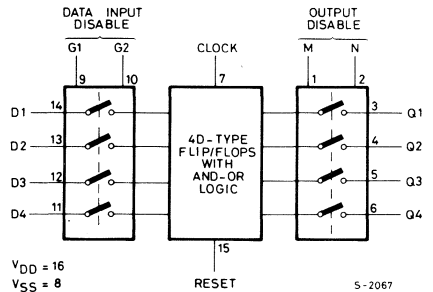 DATA INPUT
DISABLE
OUTPUT
DISABLE
G1 G2 CLOCK M N
9 10 7 1 2
D1 14 3 Q1
D2 13 4 Q2
D3 12 5 Q3
D4 11 6 Q4
4D-TYPE
FLIP/FLOPS
WITH
AND-OR
LOGIC
15
VDD = 16
VSS = 8
RESET
S-2067